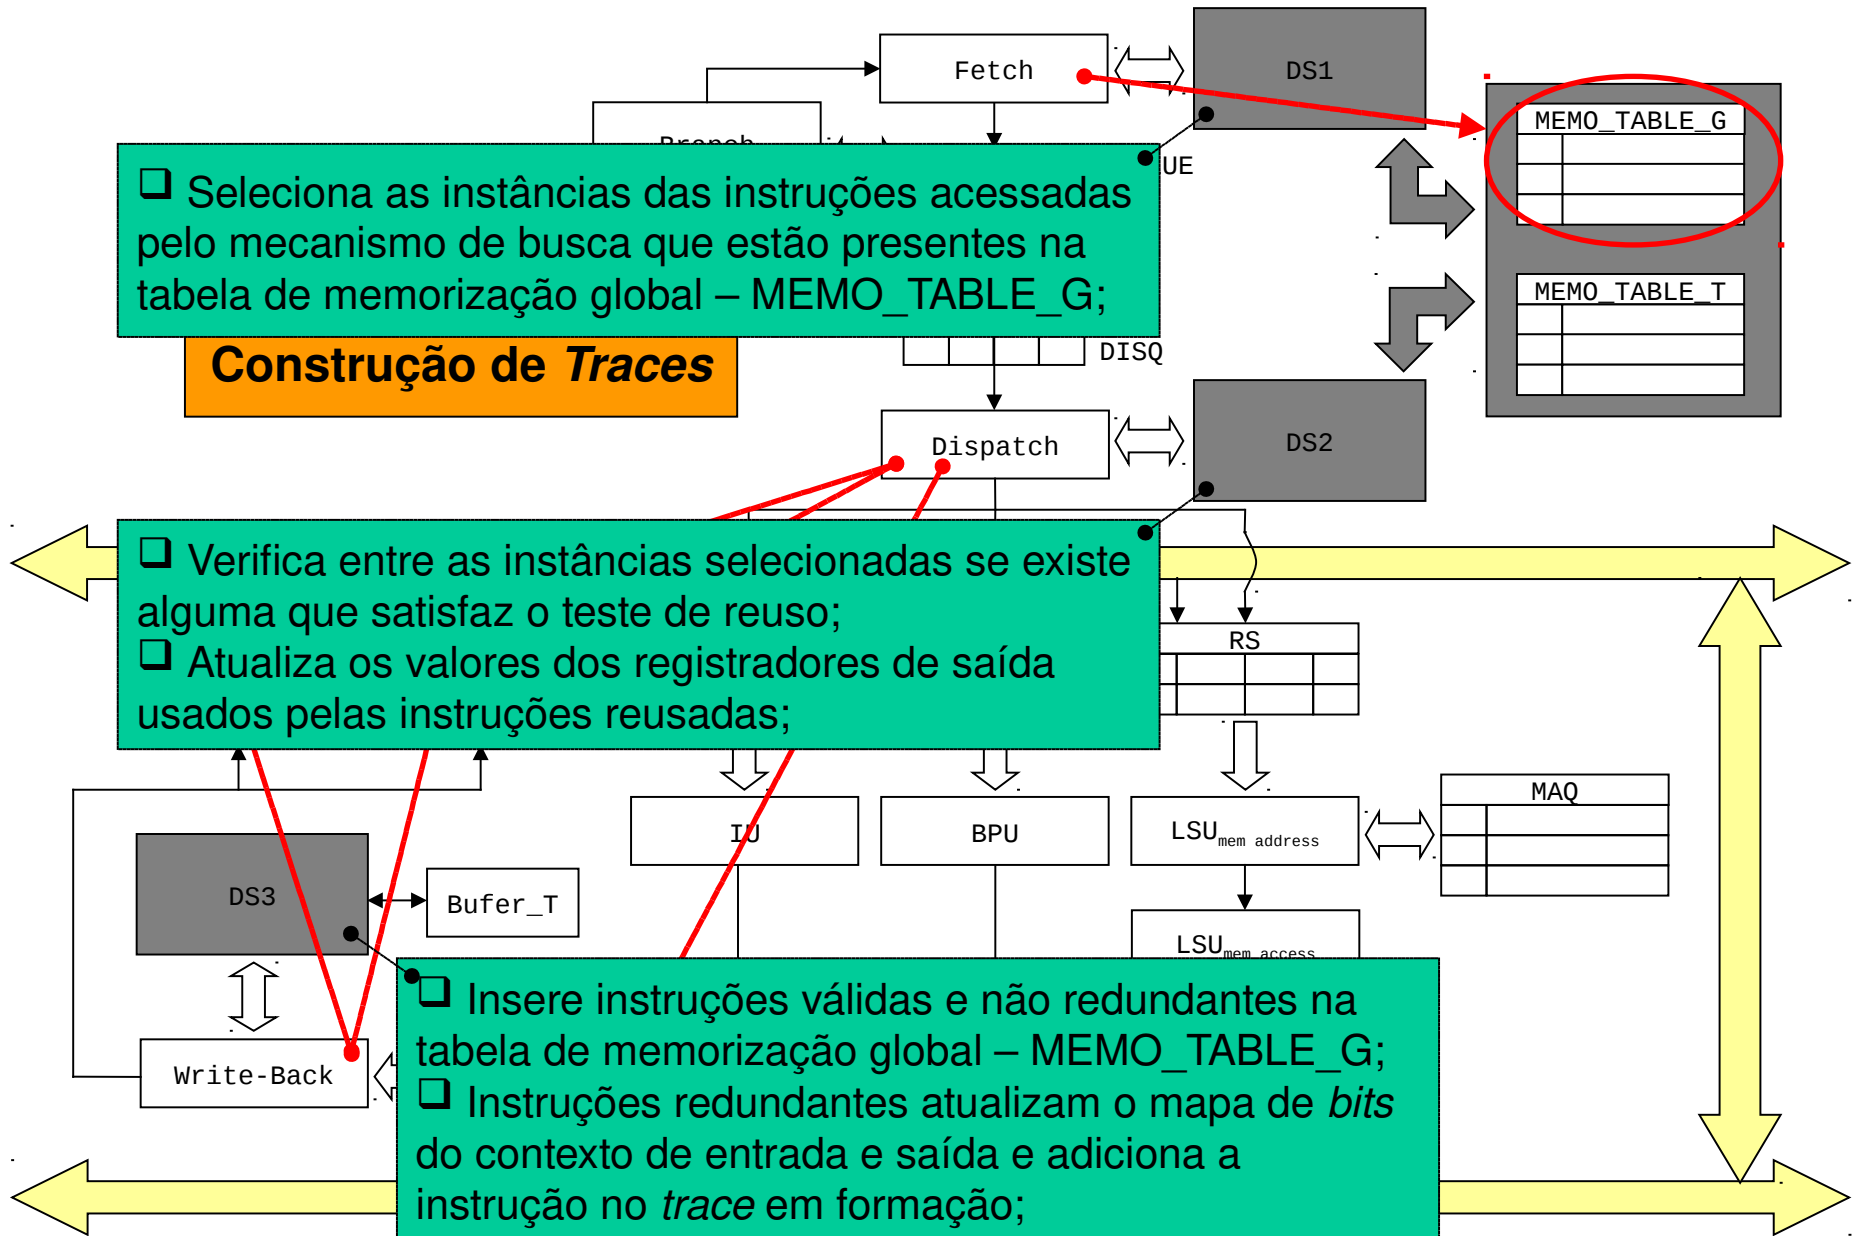 Fetch
DS1
MEMO_TABLE_G
UE
❑ Seleciona as instâncias das instruções acessadas
pelo mecanismo de busca que estão presentes na
tabela de memorização global – MEMO_TABLE_G;
MEMO_TABLE_T
Construção de Traces
DISQ
Dispatch
DS2
❑ Verifica entre as instâncias selecionadas se existe
alguma que satisfaz o teste de reuso;
❑ Atualiza os valores dos registradores de saída
usados pelas instruções reusadas;
RS
MAQ
IU
BPU
LSU mem address
DS3
Bufer_T
LSU mem access
❑ Insere instruções válidas e não redundantes na
tabela de memorização global – MEMO_TABLE_G;
❑ Instruções redundantes atualizam o mapa de bits
do contexto de entrada e saída e adiciona a
instrução no trace em formação;
Write-Back